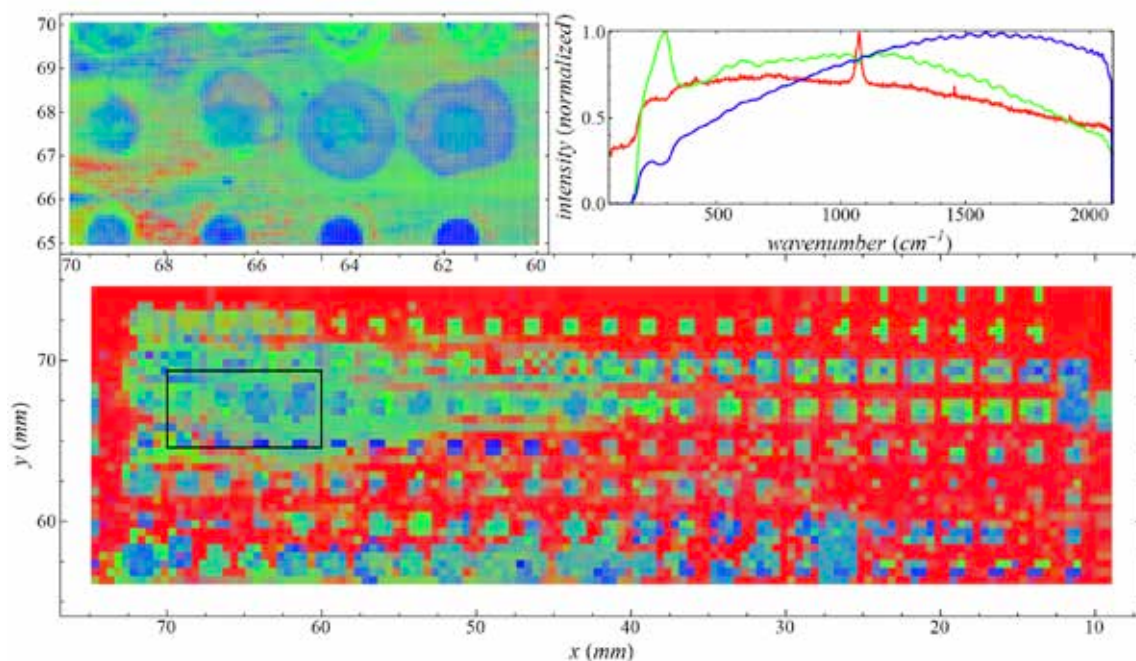 70
69
68
67
66
65
70 68 66 64 62 60
1.0
0.5
0.0
intensity (normalized)
500 1000 1500 2000
wavenumber (cm⁻¹)
70
60
y (mm)
70 60 50 40 30 20 10
x (mm)